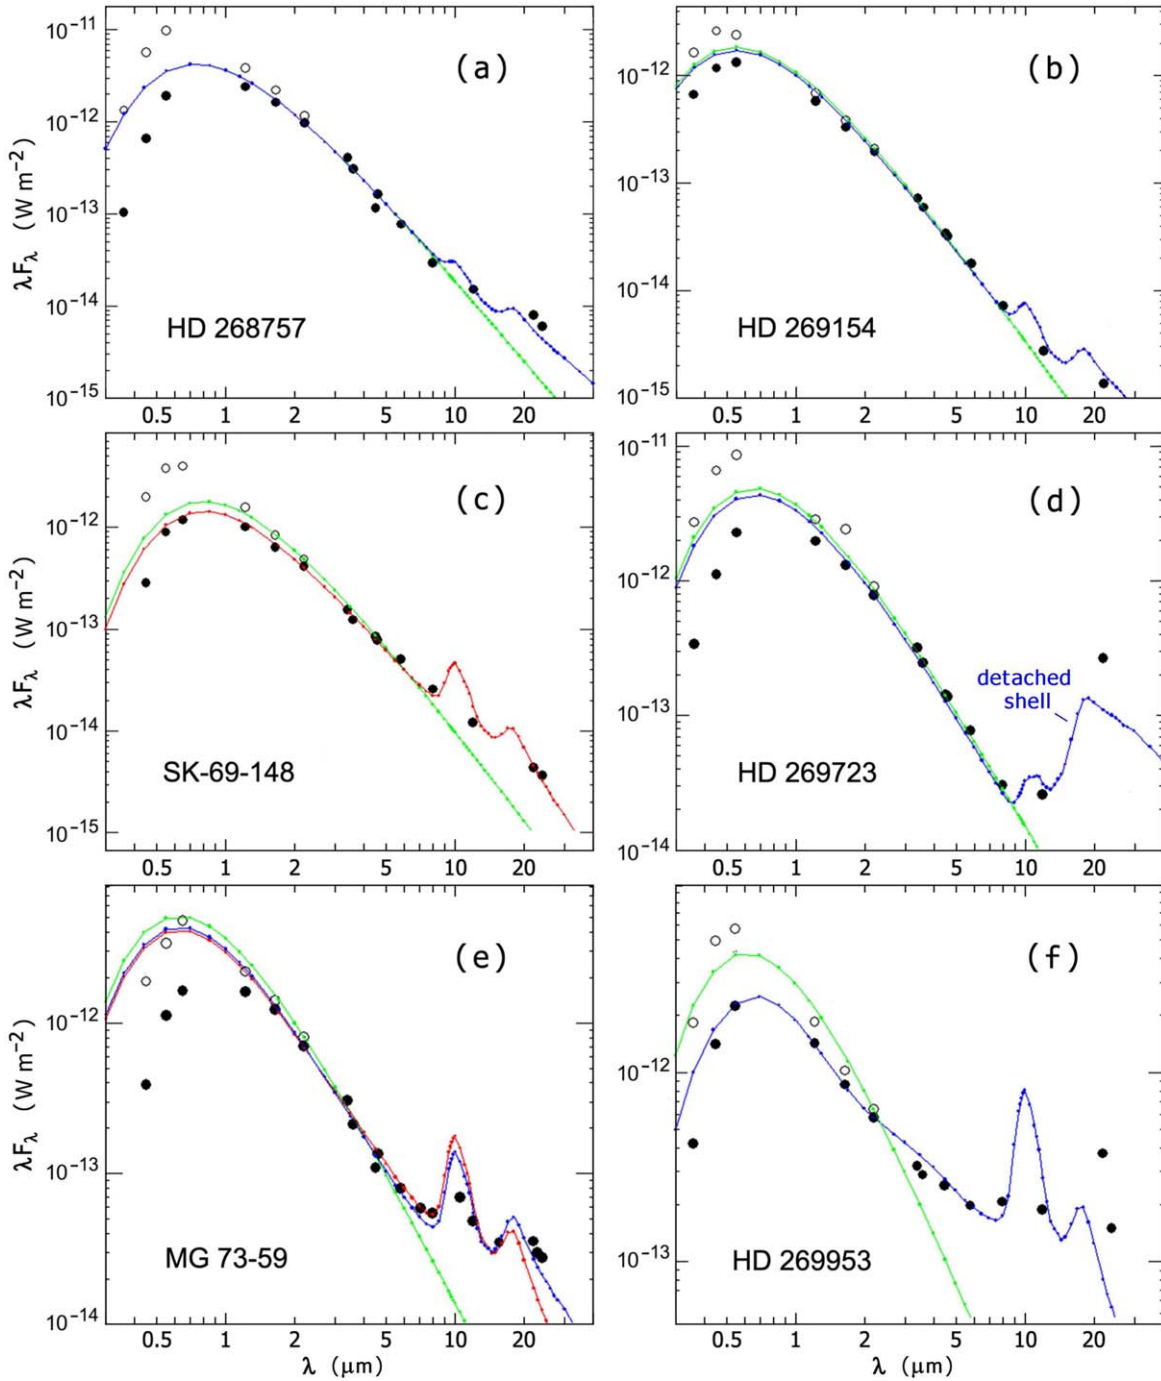 10⁻¹¹
10⁻¹²
10⁻¹³
10⁻¹⁴
10⁻¹⁵
λF_λ (W m⁻²)
(a)
HD 268757
0.5 1 2 5 10 20
10⁻¹²
10⁻¹³
10⁻¹⁴
10⁻¹⁵
(b)
HD 269154
0.5 1 2 5 10 20
10⁻¹²
10⁻¹³
10⁻¹⁴
10⁻¹⁵
λF_λ (W m⁻²)
(c)
SK-69-148
0.5 1 2 5 10 20
10⁻¹¹
10⁻¹²
10⁻¹³
10⁻¹⁴
(d)
detached
shell
HD 269723
0.5 1 2 5 10 20
10⁻¹²
10⁻¹³
10⁻¹⁴
λF_λ (W m⁻²)
(e)
MG 73-59
0.5 1 2 5 10 20
λ (μm)
10⁻¹²
10⁻¹³
(f)
HD 269953
0.5 1 2 5 10 20
λ (μm)